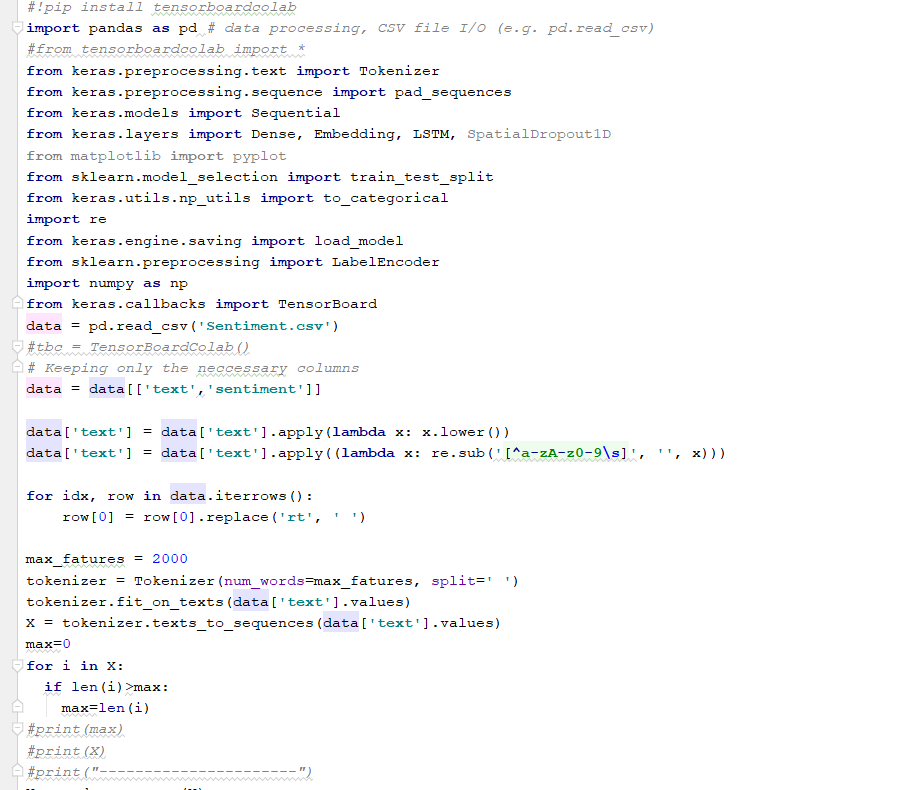 #!pip install tensorboardcolab
import pandas as pd # data processing, CSV file I/O (e.g. pd.read_csv)
#from tensorboardcolab import *
from keras.preprocessing.text import Tokenizer
from keras.preprocessing.sequence import pad_sequences
from keras.models import Sequential
from keras.layers import Dense, Embedding, LSTM, SpatialDropout1D
from matplotlib import pyplot
from sklearn.model_selection import train_test_split
from keras.utils.np_utils import to_categorical
import re
from keras.engine.saving import load_model
from sklearn.preprocessing import LabelEncoder
import numpy as np
from keras.callbacks import TensorBoard
data = pd.read_csv('Sentiment.csv')
#tbc = TensorBoardColab()
# Keeping only the neccessary columns
data = data[['text','sentiment']]
data['text'] = data['text'].apply(lambda x: x.lower())
data['text'] = data['text'].apply((lambda x: re.sub('[^a-zA-z0-9\s]', '', x)))
for idx, row in data.iterrows():
    row[0] = row[0].replace('rt', ' ')
max_fatures = 2000
tokenizer = Tokenizer(num_words=max_fatures, split=' ')
tokenizer.fit_on_texts(data['text'].values)
X = tokenizer.texts_to_sequences(data['text'].values)
max=0
for i in X:
  if len(i)>max:
    max=len(i)
#print(max)
#print(X)
#print("----------------------")